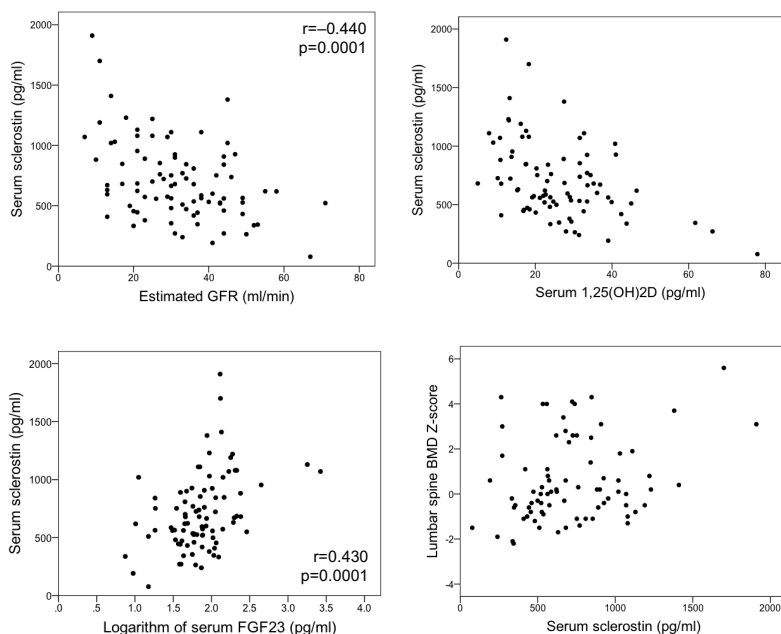 r=–0.440
p=0.0001
2000
1500
1000
500
0
Serum sclerostin (pg/ml)
0 20 40 60 80
Estimated GFR (ml/min)
2000
1500
1000
500
0
Serum sclerostin (pg/ml)
0 20 40 60 80
Serum 1,25(OH)2D (pg/ml)
2000
1500
1000
500
0
Serum sclerostin (pg/ml)
r=0.430
p=0.0001
.0 .5 1.0 1.5 2.0 2.5 3.0 3.5 4.0
Logarithm of serum FGF23 (pg/ml)
6
4
2
0
-2
-4
Lumbar spine BMD Z-score
0 500 1000 1500 2000
Serum sclerostin (pg/ml)